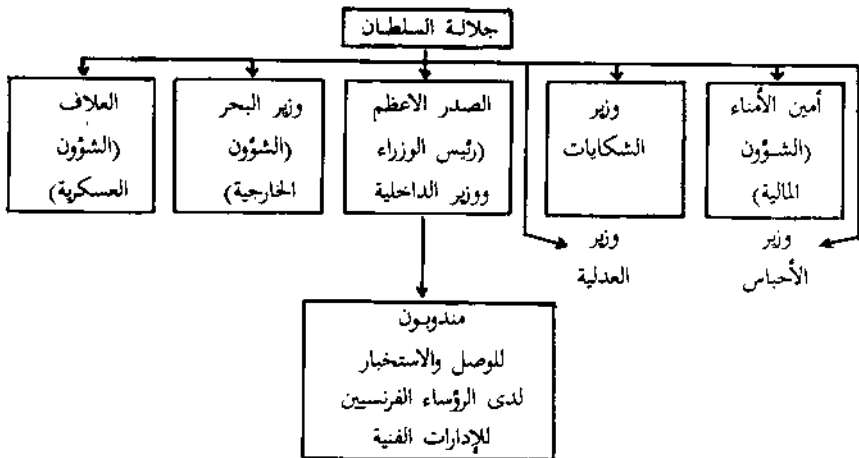 جلالة السلطان
أمين الأمناء
(الشؤون
المالية)
وزير
الشكايات
الصدر الاعظم
(رئيس الوزراء
ووزير الداخلية
وزير البحر
(الشؤون
الخارجية)
العلاف
(الشؤون
العسكرية)
وزير
الأحباس
وزير
العدلية
مندوبون
للوصل والاستخبار
لدى الرؤساء الفرنسيين
للإدارات الفنية